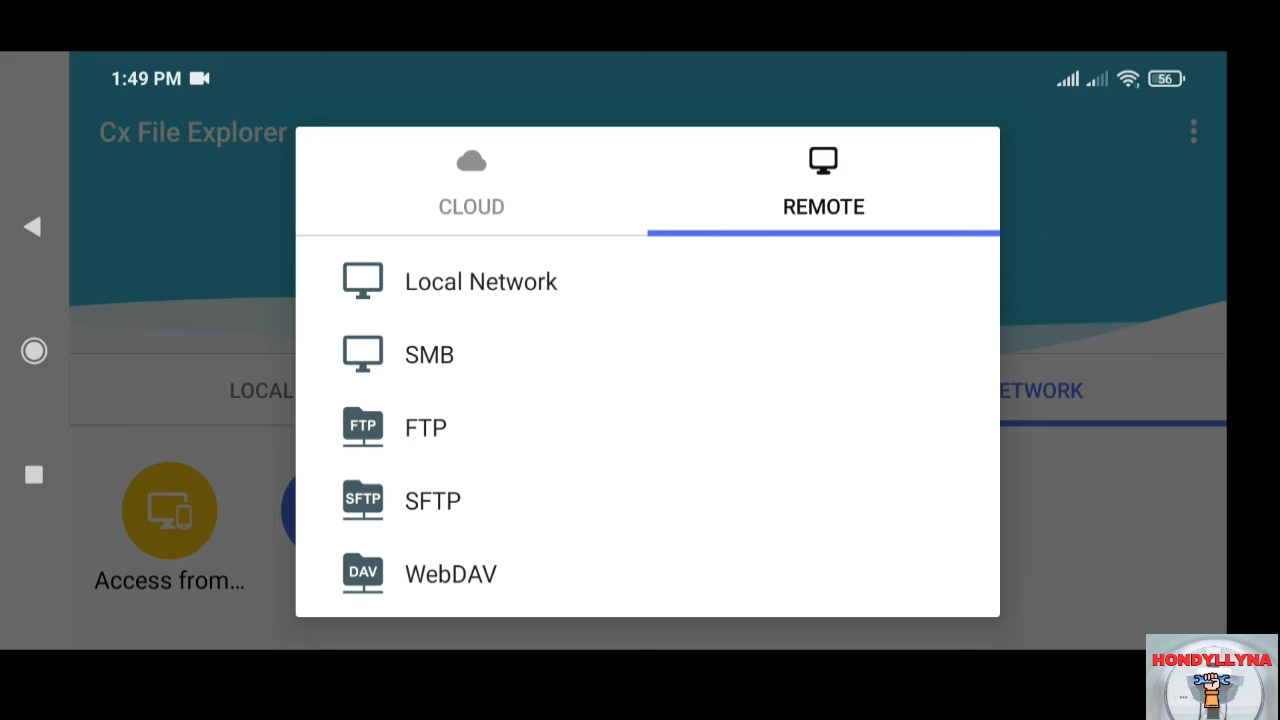 1:49 PM
56
Cx File Explorer
CLOUD
REMOTE
Local Network
SMB
FTP
FTP
SFTP
SFTP
DAV
WebDAV
LOCAL
ETWORK
Access from...
HONDYLLYNA